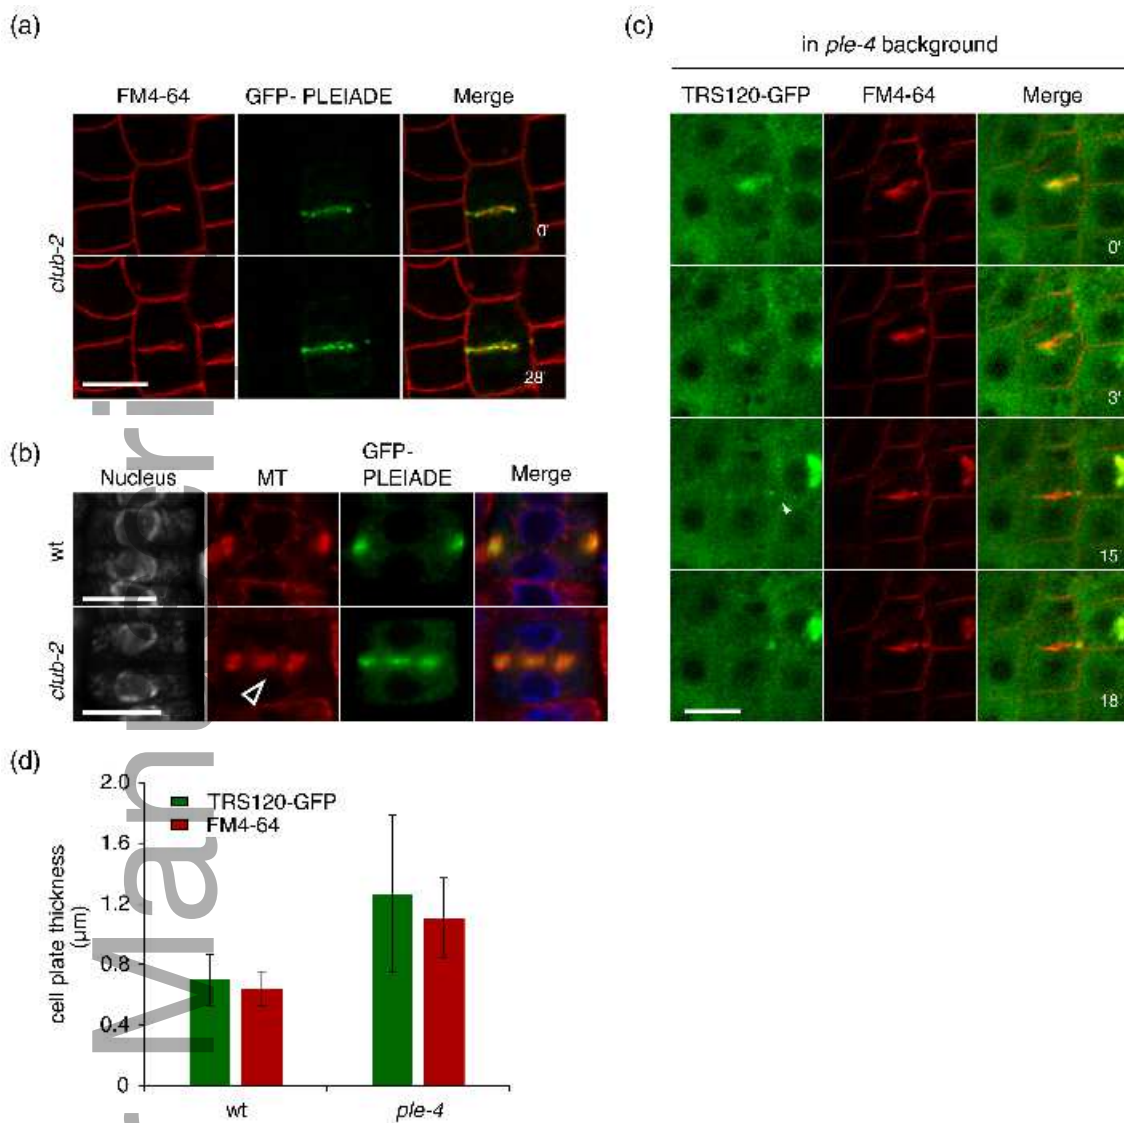 (a)
FM4-64 GFP- PLEIADE Merge
club-2
0'
28'
(b)
Nucleus MT GFP-
PLEIADE Merge
wt
club-2
(c)
in ple-4 background
TRS120-GFP FM4-64 Merge
0'
3'
15'
18'
(d)
cell plate thickness
(µm)
2.0
1.6
1.2
0.8
0.4
0
TRS120-GFP
FM4-64
wt ple-4